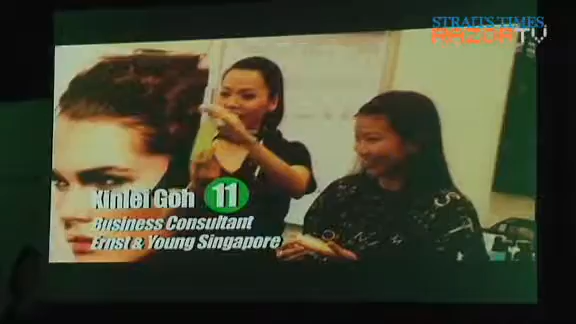 STRAITS TIMES
RAZORTV
Xinlei Goh 11
Business Consultant
Ernst & Young Singapore